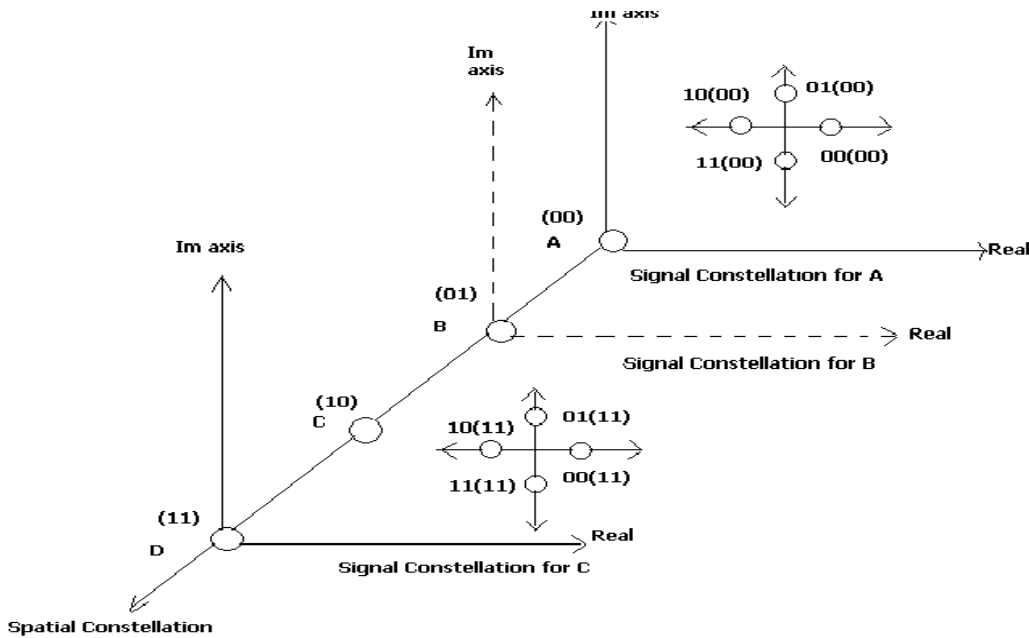 Im axis
Im
axis
01(00)
10(00)
11(00)
00(00)
(00)
A
Real
Signal Constellation for A
Im axis
(01)
B
Real
Signal Constellation for B
(10)
C
01(11)
10(11)
11(11)
00(11)
(11)
D
Real
Signal Constellation for C
Spatial Constellation